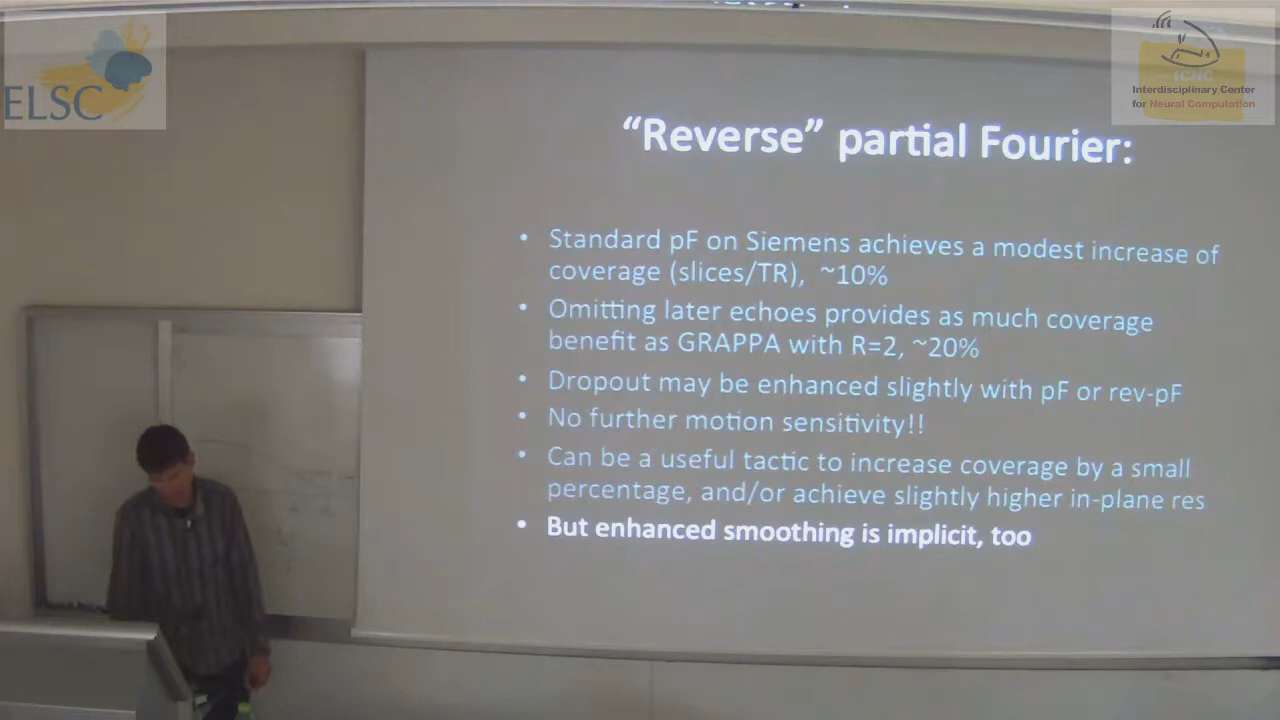 ELSC
ICNC
Interdisciplinary Center
for Neural Computation
“Reverse” partial Fourier:
• Standard pF on Siemens achieves a modest increase of
coverage (slices/TR), ~10%
• Omitting later echoes provides as much coverage
benefit as GRAPPA with R=2, ~20%
• Dropout may be enhanced slightly with pF or rev-pF
• No further motion sensitivity!!
• Can be a useful tactic to increase coverage by a small
percentage, and/or achieve slightly higher in-plane res
• But enhanced smoothing is implicit, too